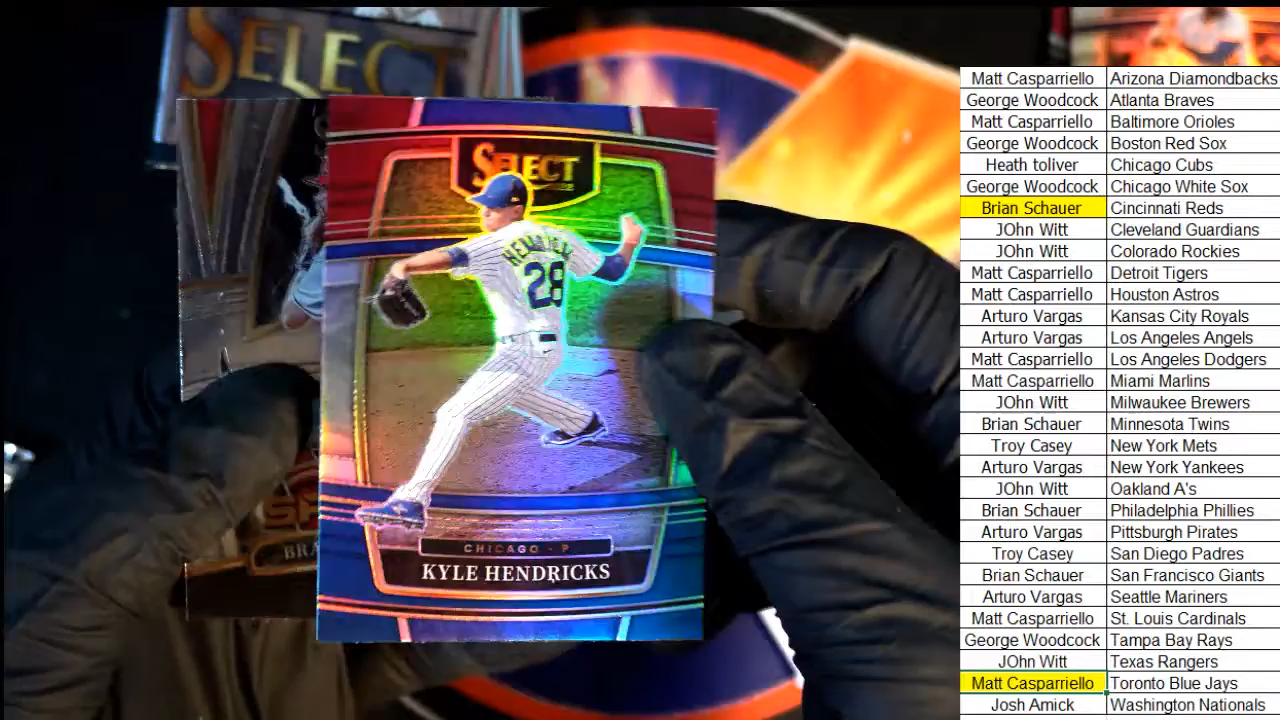 SELECT
SELECT
HENDRICKS
28
CHICAGO - P
KYLE HENDRICKS
BRA
Matt Casparriello Arizona Diamondbacks
George Woodcock Atlanta Braves
Matt Casparriello Baltimore Orioles
George Woodcock Boston Red Sox
Heath toliver Chicago Cubs
George Woodcock Chicago White Sox
Brian Schauer Cincinnati Reds
JOhn Witt Cleveland Guardians
JOhn Witt Colorado Rockies
Matt Casparriello Detroit Tigers
Matt Casparriello Houston Astros
Arturo Vargas Kansas City Royals
Arturo Vargas Los Angeles Angels
Matt Casparriello Los Angeles Dodgers
Matt Casparriello Miami Marlins
JOhn Witt Milwaukee Brewers
Brian Schauer Minnesota Twins
Troy Casey New York Mets
Arturo Vargas New York Yankees
JOhn Witt Oakland A's
Brian Schauer Philadelphia Phillies
Arturo Vargas Pittsburgh Pirates
Troy Casey San Diego Padres
Brian Schauer San Francisco Giants
Arturo Vargas Seattle Mariners
Matt Casparriello St. Louis Cardinals
George Woodcock Tampa Bay Rays
JOhn Witt Texas Rangers
Matt Casparriello Toronto Blue Jays
Josh Amick Washington Nationals